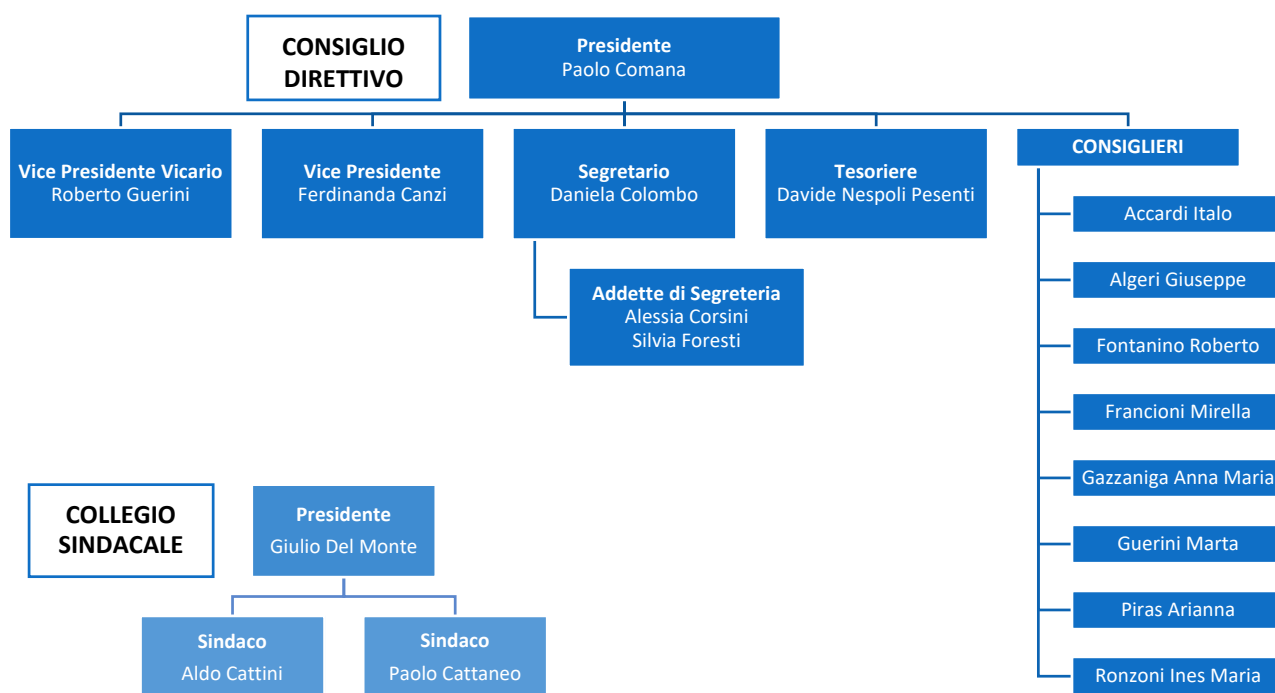 CONSIGLIO
DIRETTIVO
Presidente
Paolo Comana
Vice Presidente Vicario
Roberto Guerini
Vice Presidente
Ferdinanda Canzi
Segretario
Daniela Colombo
Tesoriere
Davide Nespoli Pesenti
CONSIGLIERI
Addette di Segreteria
Alessia Corsini
Silvia Foresti
Accardi Italo
Algeri Giuseppe
Fontanino Roberto
Francioni Mirella
Gazzaniga Anna Maria
Guerini Marta
Piras Arianna
Ronzoni Ines Maria
COLLEGIO
SINDACALE
Presidente
Giulio Del Monte
Sindaco
Aldo Cattini
Sindaco
Paolo Cattaneo